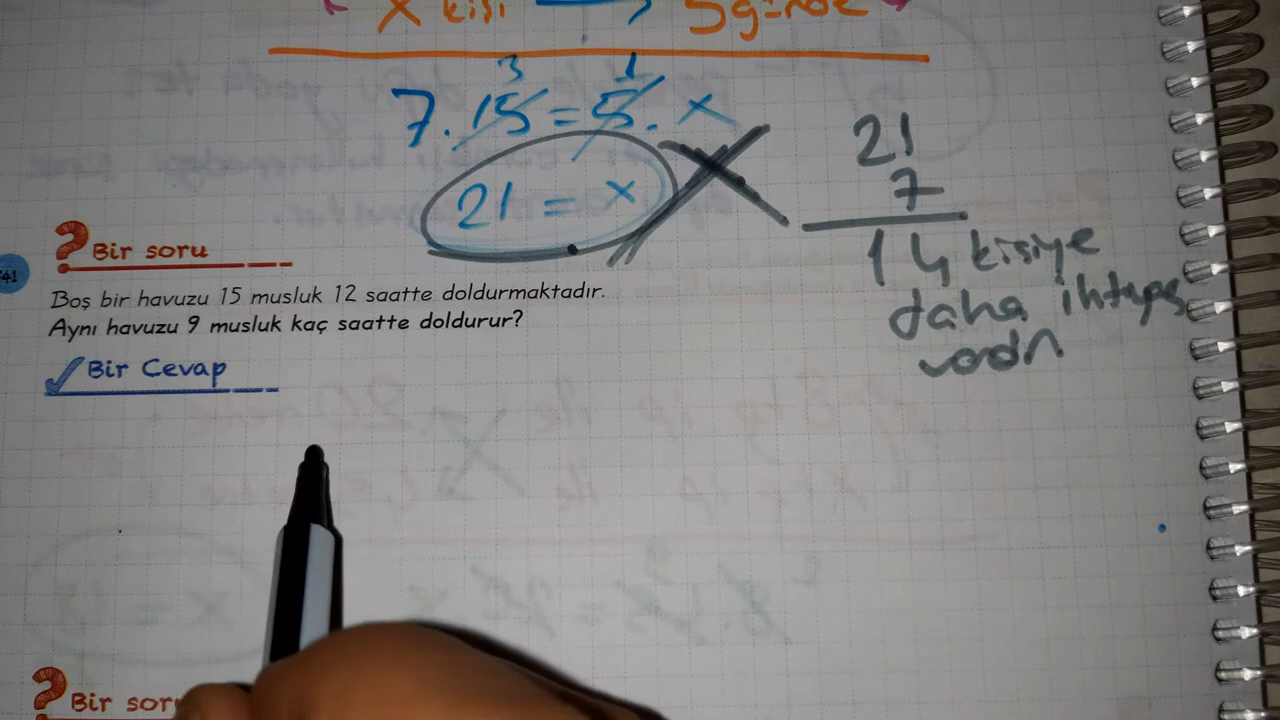 x kişi → 5 günde
3 1
7.15=5.x
21 = x
21
7
14 kişiye
daha ihtiyaç
vardır
? Bir soru
41
Boş bir havuzu 15 musluk 12 saatte doldurmaktadır.
Aynı havuzu 9 musluk kaç saatte doldurur?
Bir Cevap
? Bir soru